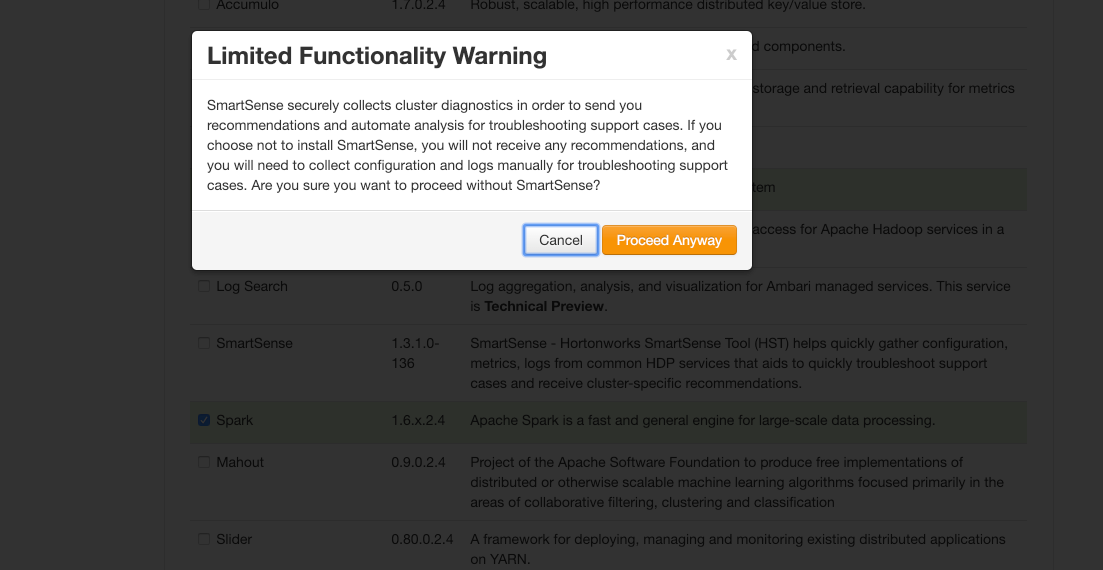 Accumulo 1.7.0.2.4 Robust, scalable, high performance distributed key/value store.
Limited Functionality Warning x
d components.
storage and retrieval capability for metrics
SmartSense securely collects cluster diagnostics in order to send you
recommendations and automate analysis for troubleshooting support cases. If you
choose not to install SmartSense, you will not receive any recommendations, and
you will need to collect configuration and logs manually for troubleshooting support
cases. Are you sure you want to proceed without SmartSense?
tem
access for Apache Hadoop services in a
Cancel Proceed Anyway
Log Search 0.5.0 Log aggregation, analysis, and visualization for Ambari managed services. This service
is Technical Preview.
SmartSense 1.3.1.0- SmartSense - Hortonworks SmartSense Tool (HST) helps quickly gather configuration,
136 metrics, logs from common HDP services that aids to quickly troubleshoot support
cases and receive cluster-specific recommendations.
Spark 1.6.x.2.4 Apache Spark is a fast and general engine for large-scale data processing.
Mahout 0.9.0.2.4 Project of the Apache Software Foundation to produce free implementations of
distributed or otherwise scalable machine learning algorithms focused primarily in the
areas of collaborative filtering, clustering and classification
Slider 0.80.0.2.4 A framework for deploying, managing and monitoring existing distributed applications
on YARN.